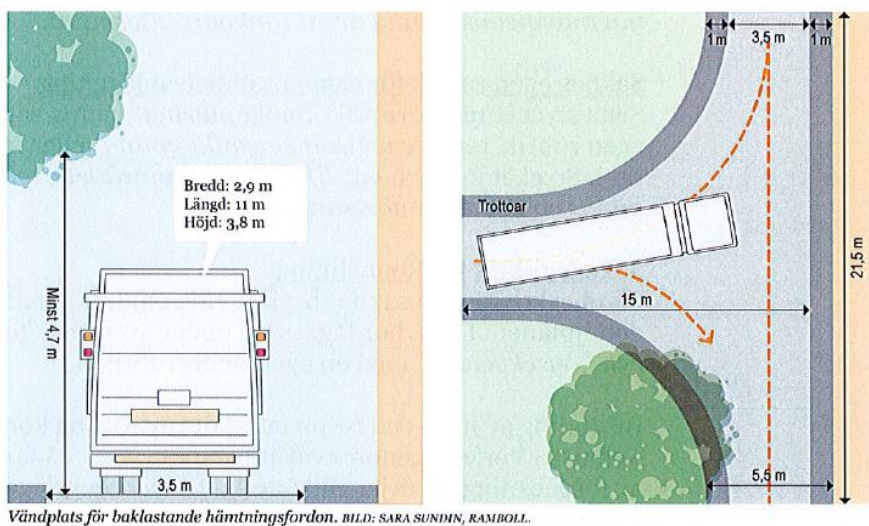 Bredd: 2,9 m
Längd: 11 m
Höjd: 3,8 m
Minst 4,7 m
3,5 m
1 m
3,5 m
1 m
Trottoar
15 m
21,5 m
5,5 m
Vändplats för baklastande hämtningsfordon. BILD: SARA SUNDIN, RAMBOLL.